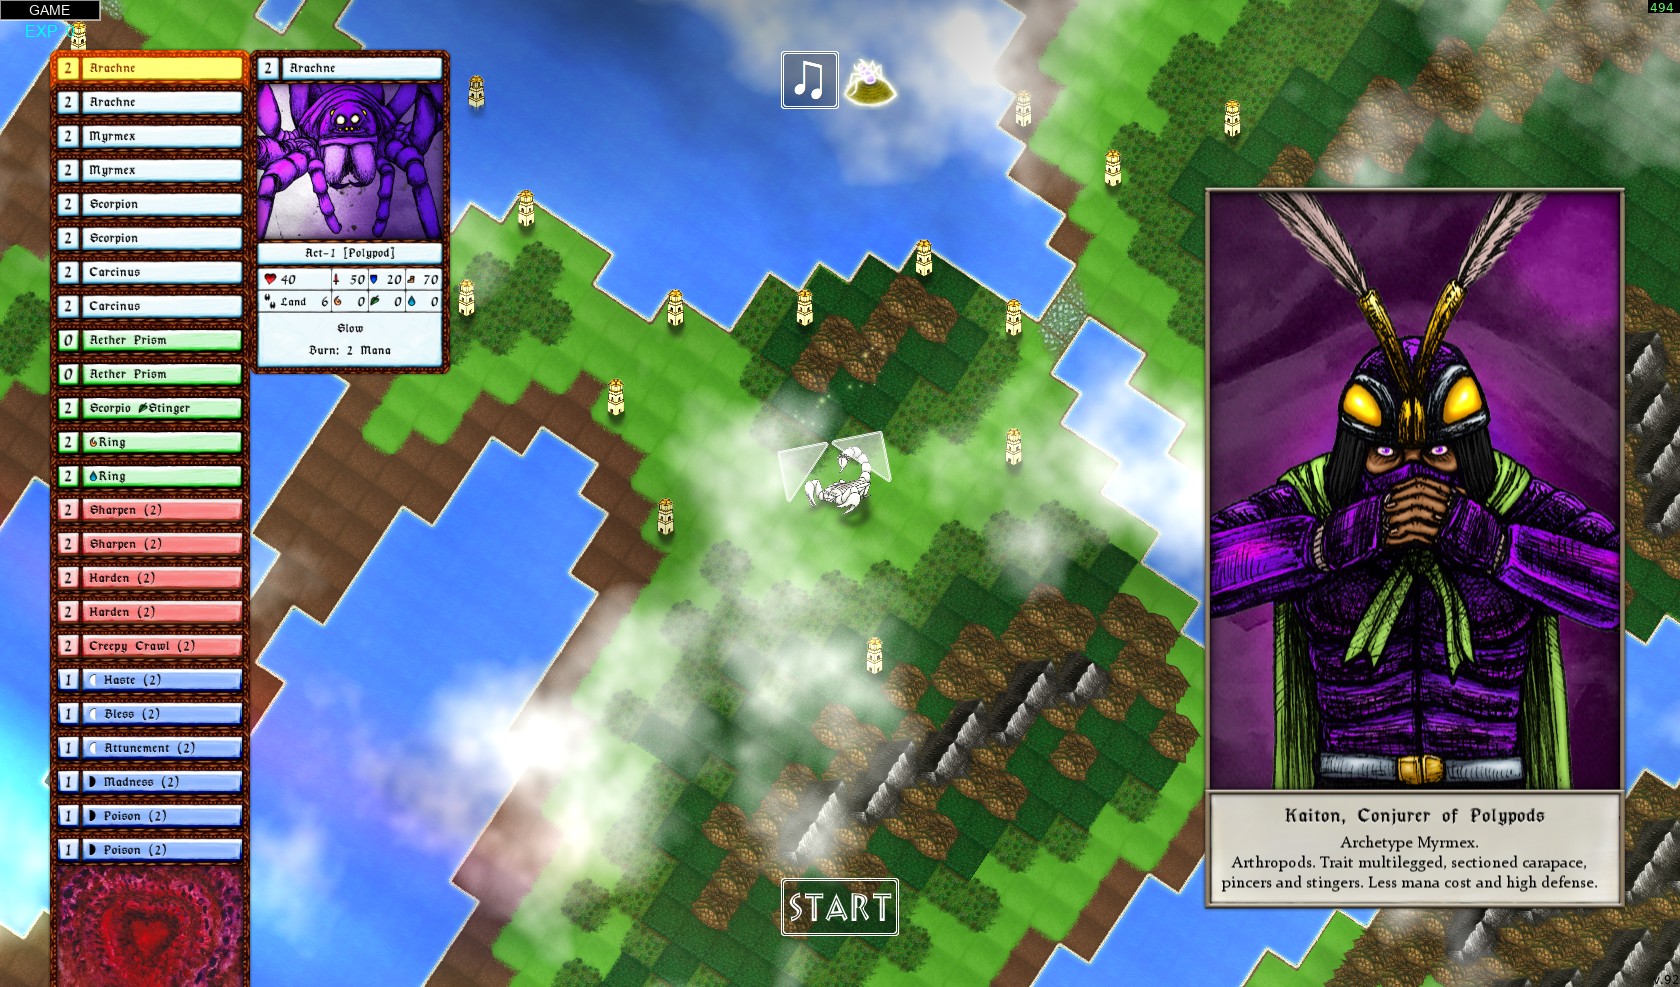 GAME
494
EXP
2 Arachne
2 Arachne
2 Myrmex
2 Myrmex
2 Scorpion
2 Scorpion
2 Carcinus
2 Carcinus
0 Aether Prism
0 Aether Prism
2 Scorpio Stinger
2 Ring
2 Ring
2 Sharpen (2)
2 Sharpen (2)
2 Harden (2)
2 Harden (2)
2 Creepy Crawl (2)
1 Haste (2)
1 Bless (2)
1 Attunement (2)
1 Madness (2)
1 Poison (2)
1 Poison (2)
2 Arachne
Act-1 [Polypod]
40 50 20 70
Land 6 0 0 0
Slow
Burn: 2 Mana
START
Kaiton, Conjurer of Polypods
Archetype Myrmex.
Arthropods. Trait multilegged, sectioned carapace,
pincers and stingers. Less mana cost and high defense.